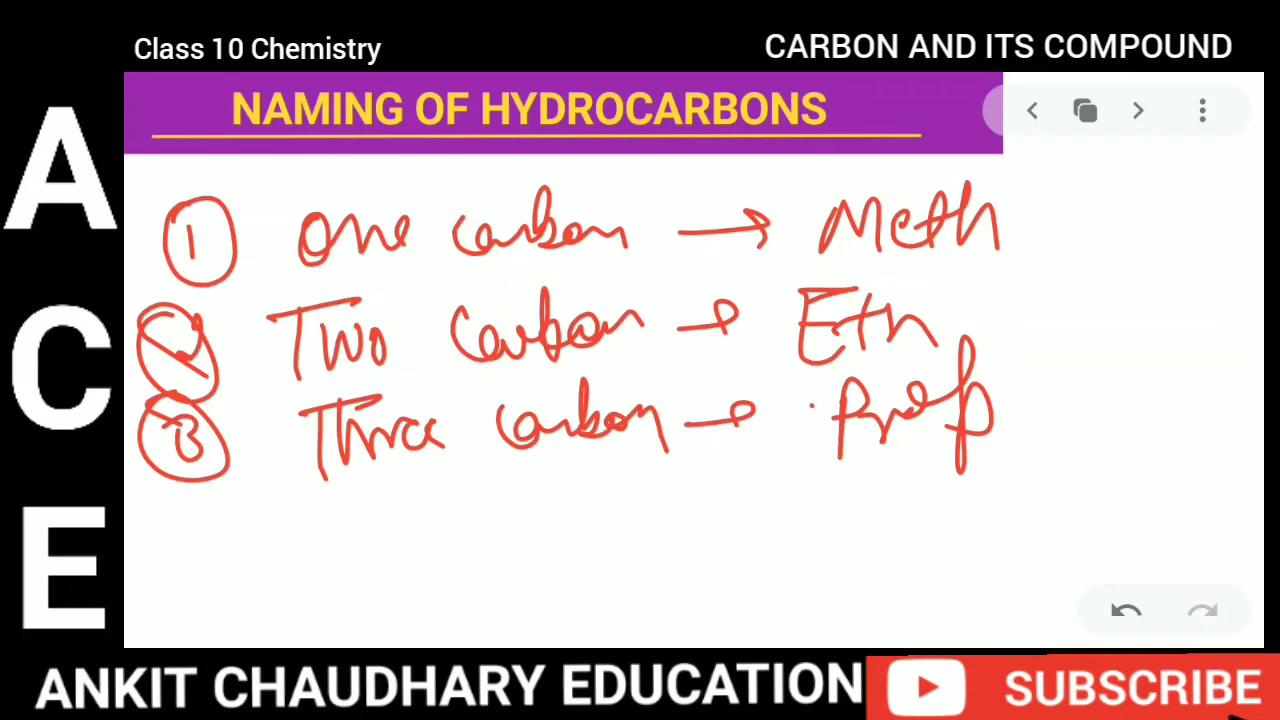 Class 10 Chemistry
CARBON AND ITS COMPOUND
NAMING OF HYDROCARBONS
1 One carbon → Meth
2 Two carbon → Eth
3 Three carbon → Prop
ACE
ANKIT CHAUDHARY EDUCATION
SUBSCRIBE